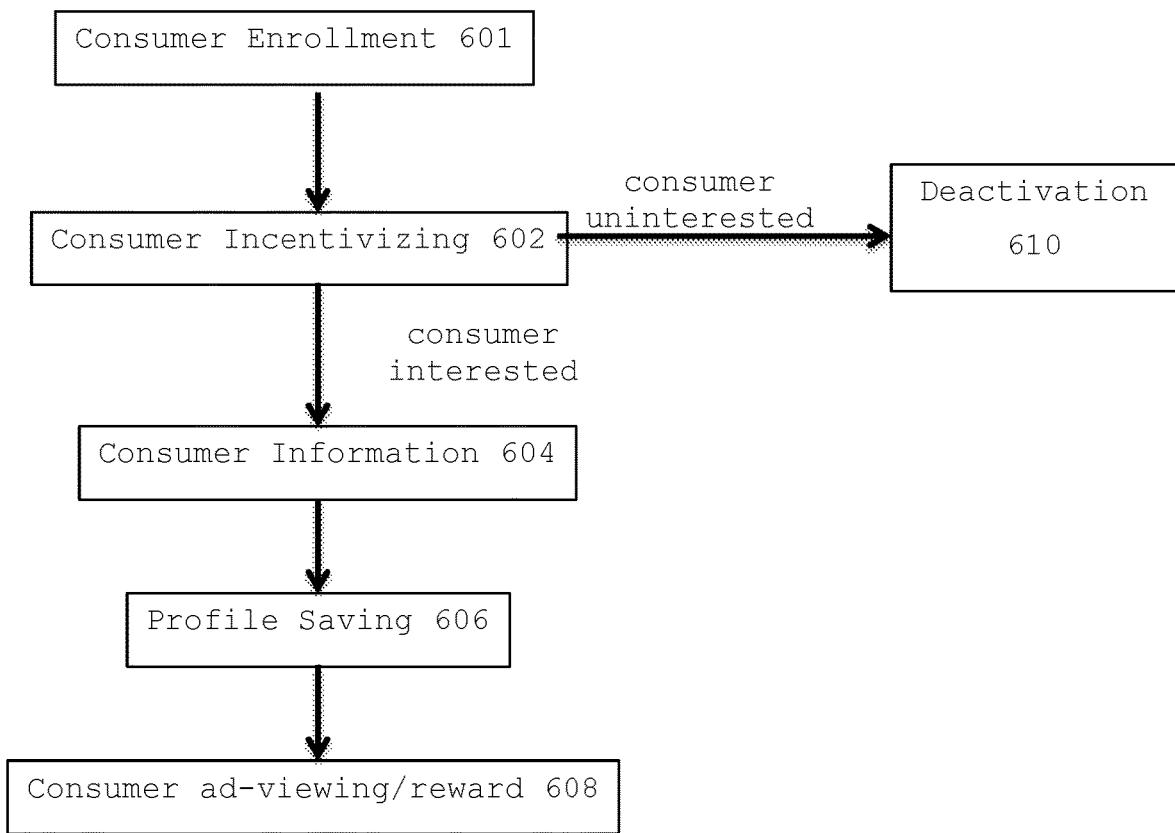 Consumer Enrollment 601
Consumer Incentivizing 602
consumer
uninterested
Deactivation
610
consumer
interested
Consumer Information 604
Profile Saving 606
Consumer ad-viewing/reward 608